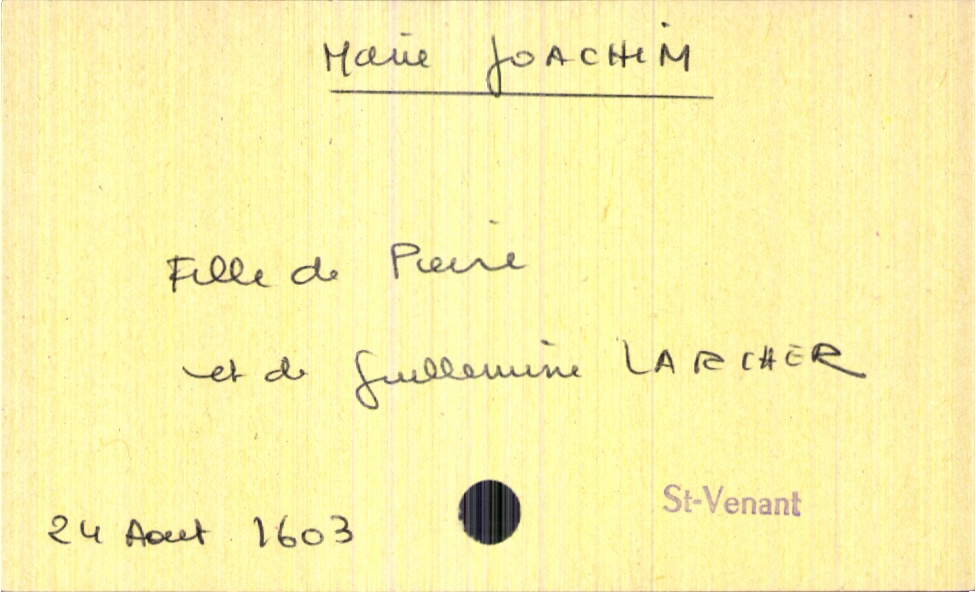 Marie JOACHIM
Fille de Pierre
et de Guillemine LARCHER
24 Aout 1603
St-Venant